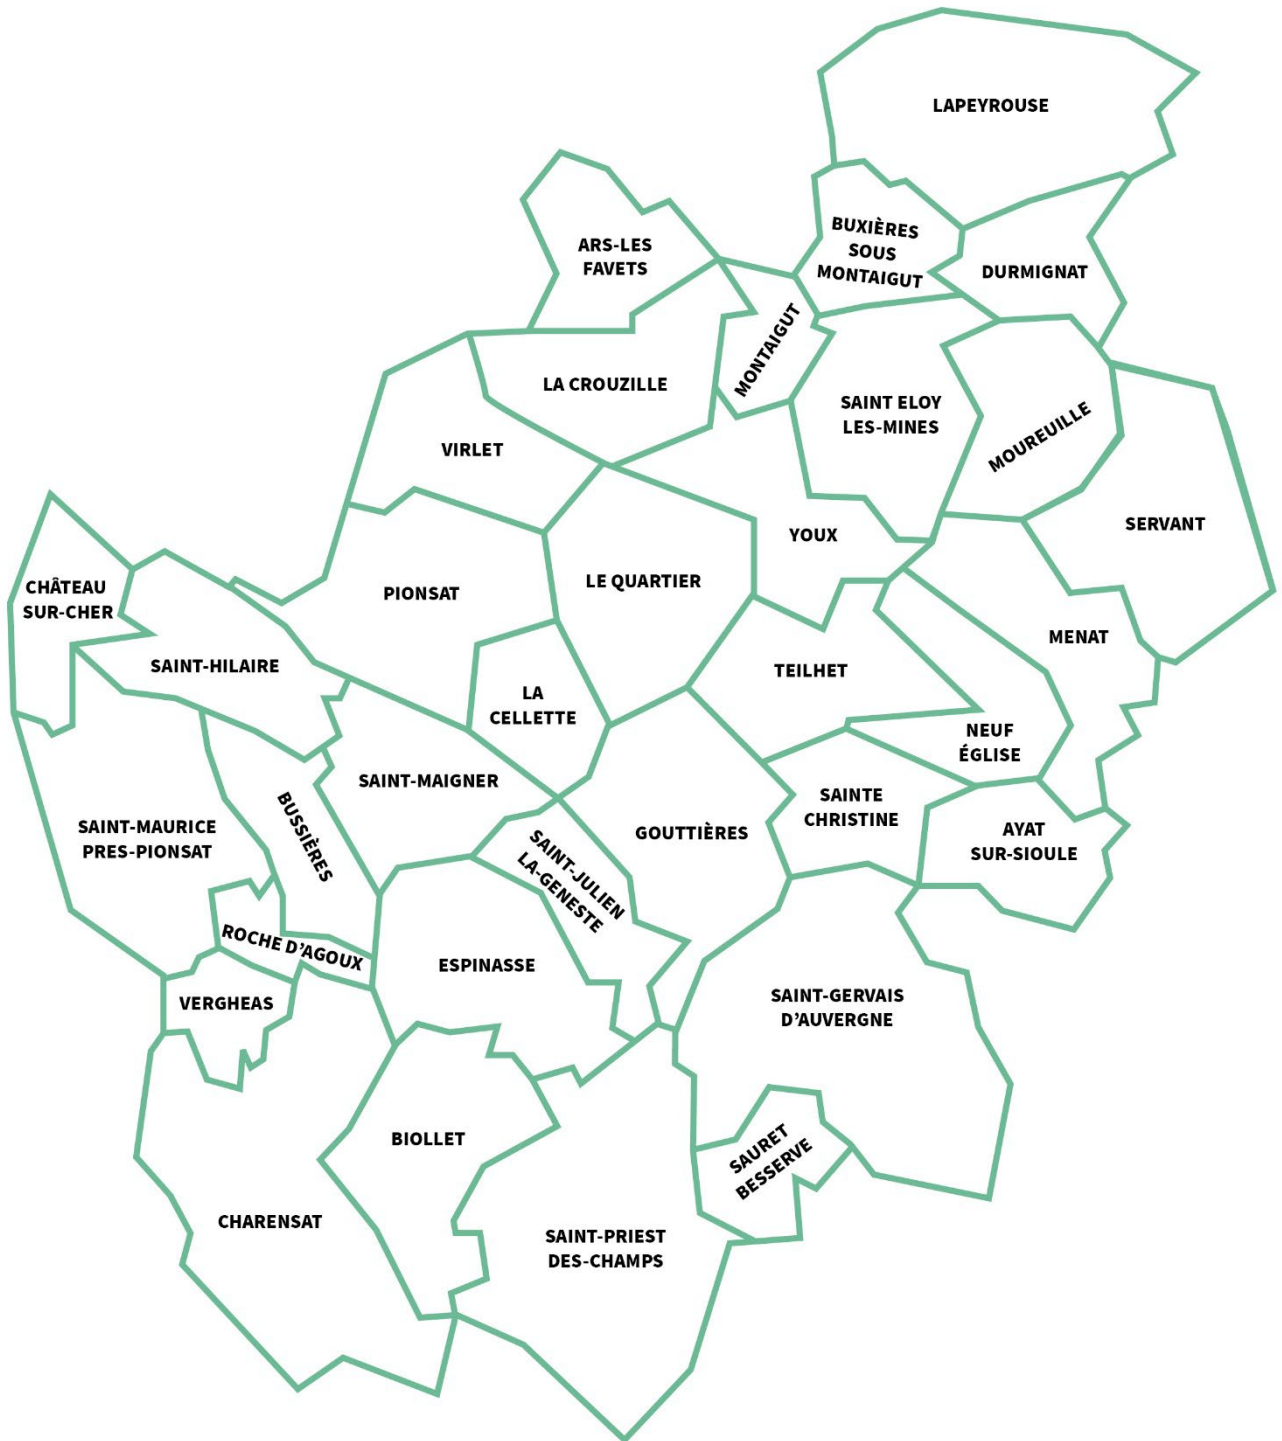 LAPEYROUSE
BUXIÈRES
SOUS
MONTAIGUT
ARS-LES
FAVETS
DURMIGNAT
MONTAIGUT
LA CROUZILLE
SAINT ELOY
LES-MINES
MOUREUILLE
VIRLET
SERVANT
YOUX
CHÂTEAU
SUR-CHER
PIONSAT
LE QUARTIER
MENAT
SAINT-HILAIRE
TEILHET
LA
CELLETTE
NEUF
ÉGLISE
SAINT-MAIGNER
SAINTE
CHRISTINE
SAINT-MAURICE
PRES-PIONSAT
BUSSIÈRES
GOUTTIÈRES
AYAT
SUR-SIOULE
SAINT-JULIEN
LA-GENESTE
ROCHE D'AGOUX
ESPINASSE
VERGHEAS
SAINT-GERVAIS
D'AUVERGNE
BIOLLET
SAURET
BESSERVE
CHARENSAT
SAINT-PRIEST
DES-CHAMPS